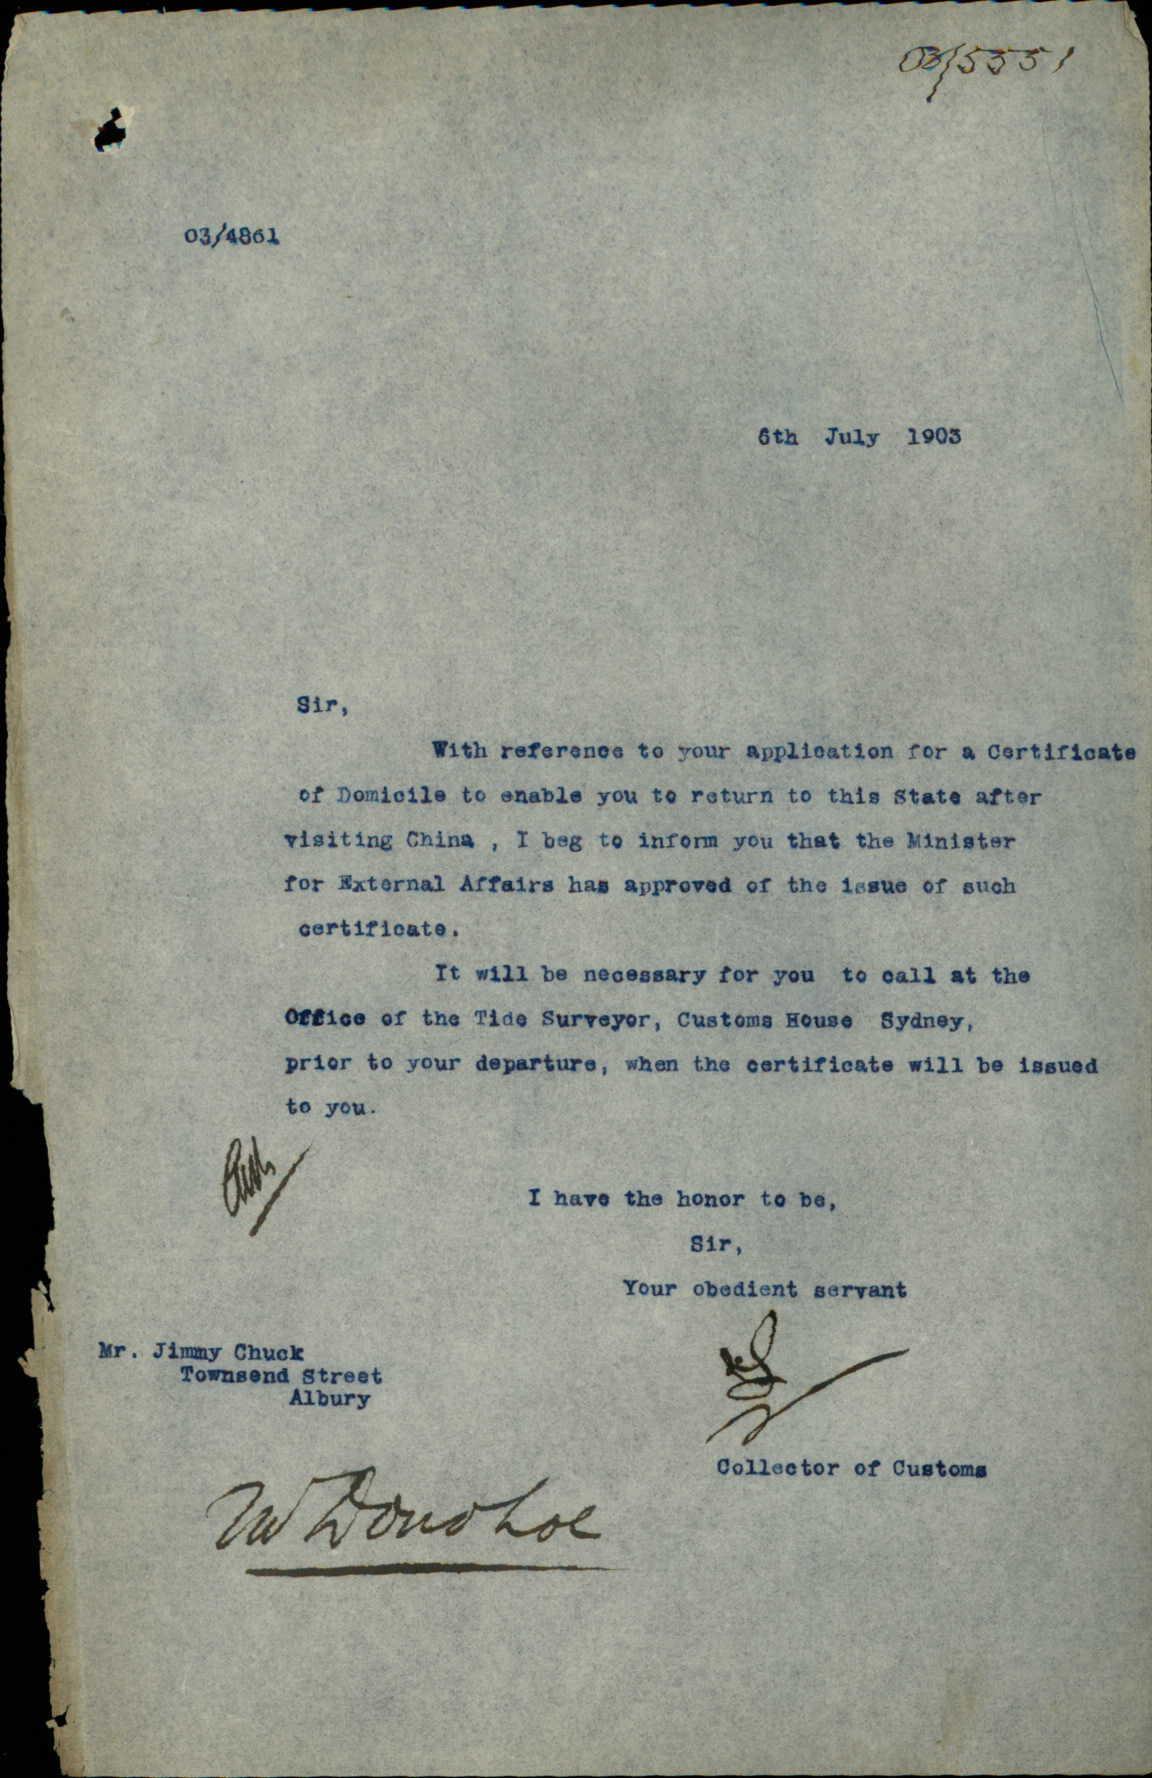 03/5551
03/4861
6th July 1903
Sir,
With reference to your application for a Certificate
of Domicile to enable you to return to this State after
visiting China , I beg to inform you that the Minister
for External Affairs has approved of the issue of such
certificate.
It will be necessary for you to call at the
Office of the Tide Surveyor, Customs House Sydney,
prior to your departure, when the certificate will be issued
to you.
I have the honor to be,
Sir,
Your obedient servant
Mr. Jimmy Chuck
Townsend Street
Albury
Collector of Customs
Donohoe